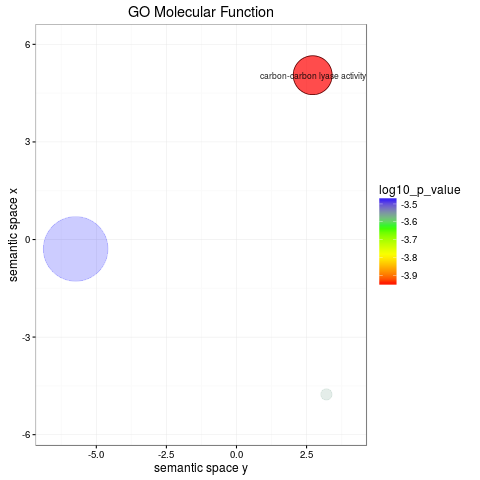 GO Molecular Function
6
3
0
-3
-6
semantic space x
carbon-carbon lyase activity
-5.0 -2.5 0.0 2.5
semantic space y
log10_p_value
-3.5
-3.6
-3.7
-3.8
-3.9